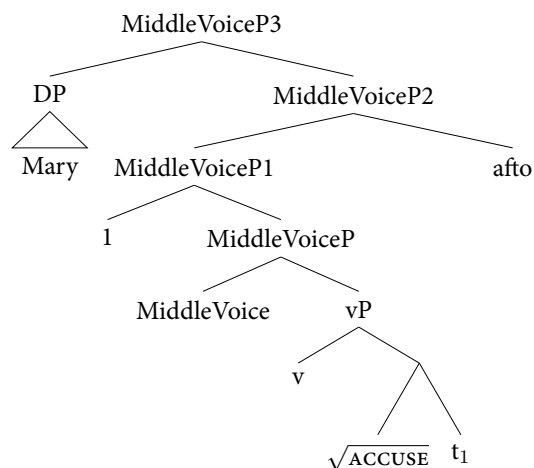 MiddleVoiceP3
DP MiddleVoiceP2
Mary MiddleVoiceP1 afto
1 MiddleVoiceP
MiddleVoice vP
v
√ACCUSE t₁